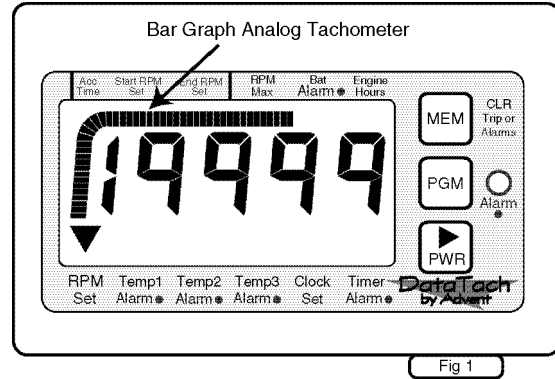 Bar Graph Analog Tachometer
Acc Start RPM End RPM RPM Bat Engine
Time Set Set Max Alarm Hours
MEM
CLR
Trip or
Alarms
19999
PGM
Alarm
PWR
RPM Temp1 Temp2 Temp3 Clock Timer
Set Alarm Alarm Alarm Set Alarm
DataTach
by Advent
Fig 1